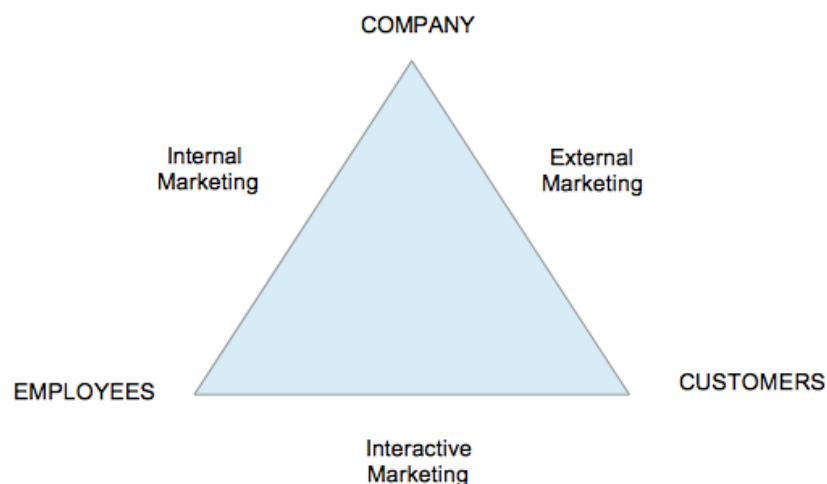 COMPANY
Internal
Marketing
External
Marketing
EMPLOYEES
CUSTOMERS
Interactive
Marketing